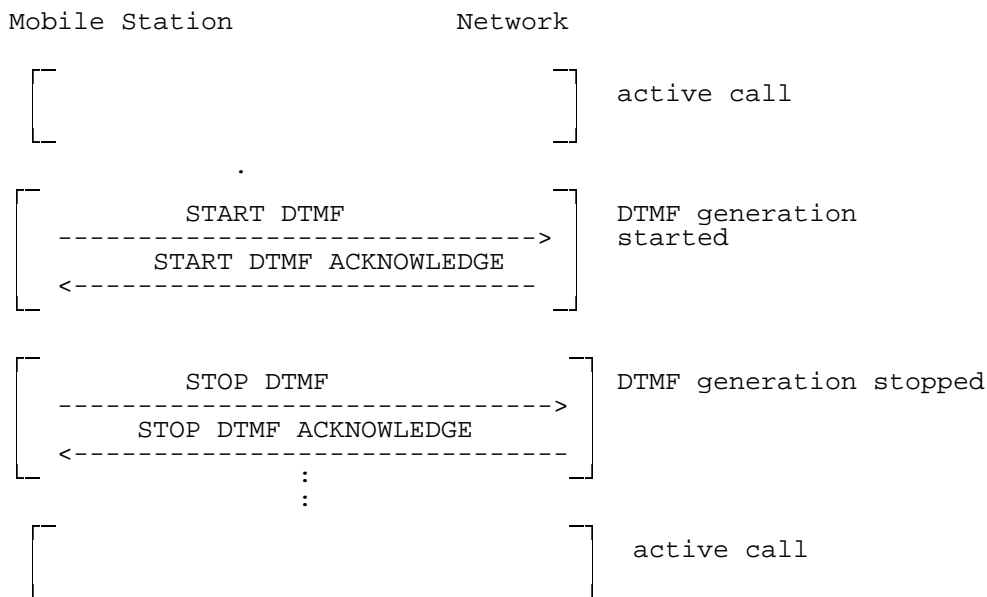 Mobile Station Network
active call
.
START DTMF DTMF generation
-------------------------------> started
START DTMF ACKNOWLEDGE
<------------------------------
STOP DTMF DTMF generation stopped
-------------------------------->
STOP DTMF ACKNOWLEDGE
<--------------------------------
:
:
active call